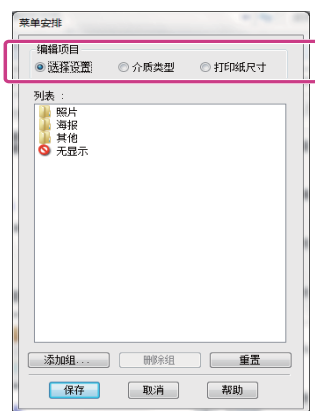 菜单安排
编辑项目
选择设置 介质类型 打印纸尺寸
列表 :
照片
海报
其他
无显示
添加组... 删除组 重置
保存 取消 帮助